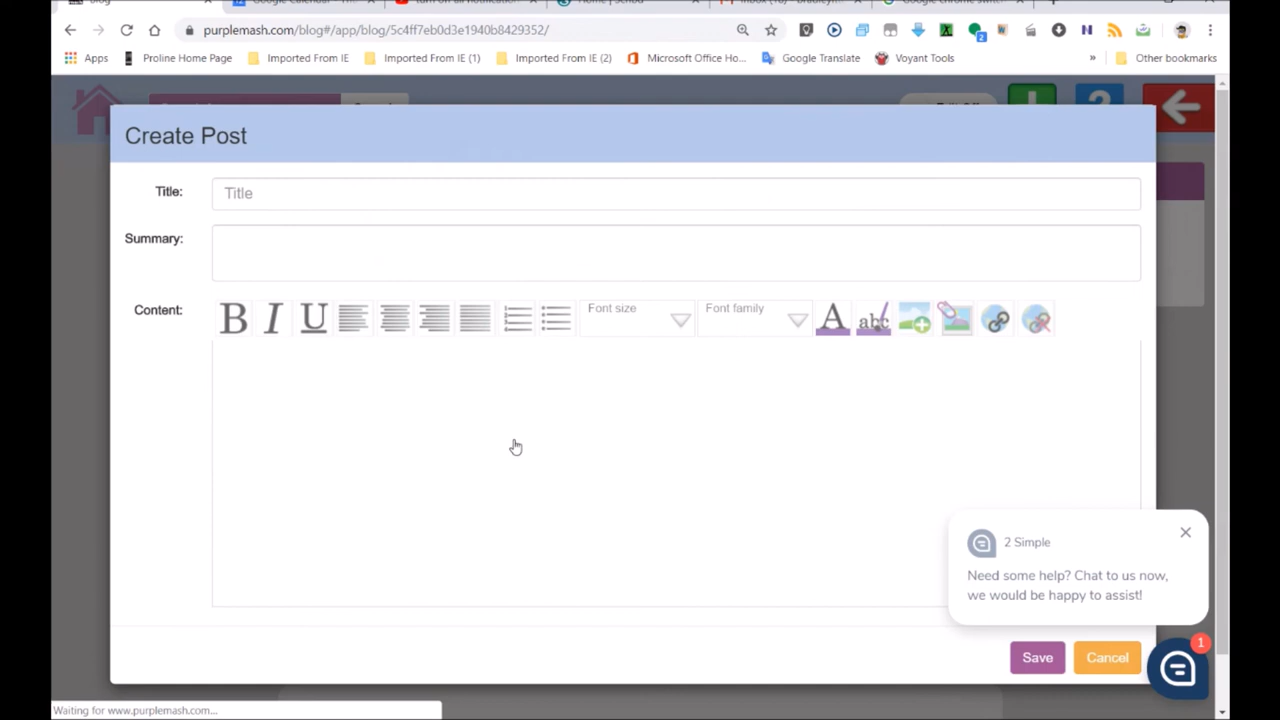 purplemash.com/blog#/app/blog/5c4ff7eb0d3e1940b8429352/
Apps
Proline Home Page
Imported From IE
Imported From IE (1)
Imported From IE (2)
Microsoft Office Ho...
Google Translate
Voyant Tools
»
Other bookmarks
Create Post
Title:
Title
Summary:
Content:
B I U
Font size
Font family
A
abc
2 Simple
Need some help? Chat to us now,
we would be happy to assist!
Save
Cancel
1
Waiting for www.purplemash.com...